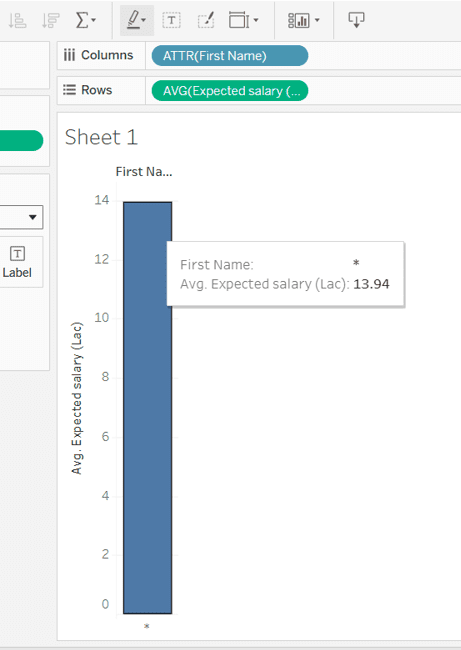 Columns
ATTR(First Name)
Rows
AVG(Expected salary (...
Sheet 1
First Na...
14
12
10
8
6
4
2
0
Avg. Expected salary (Lac)
*
First Name: *
Avg. Expected salary (Lac): 13.94
T
Label